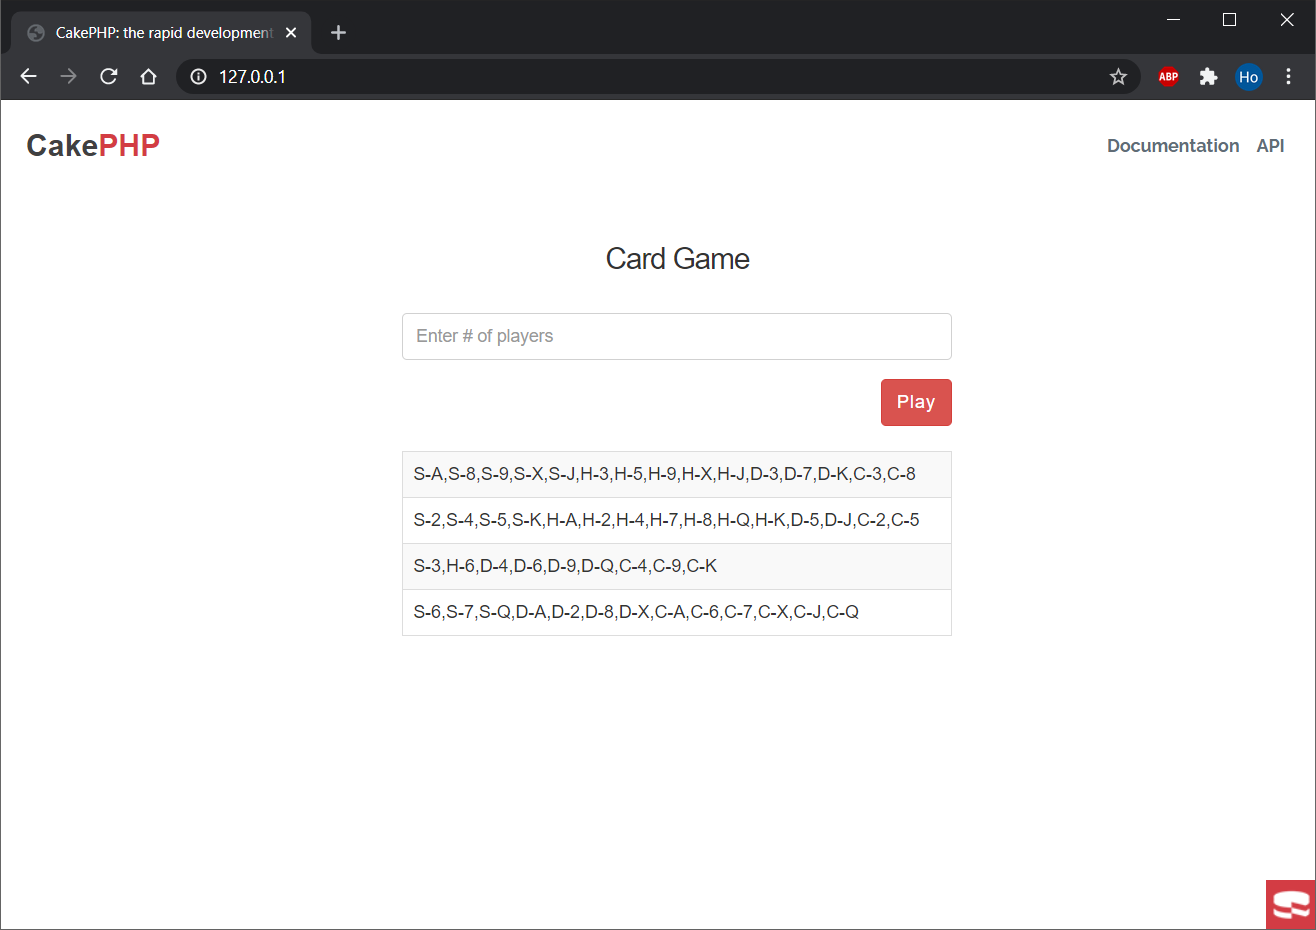 CakePHP: the rapid development
127.0.0.1
ABP
Ho
CakePHP
Documentation API
Card Game
Enter # of players
Play
S-A,S-8,S-9,S-X,S-J,H-3,H-5,H-9,H-X,H-J,D-3,D-7,D-K,C-3,C-8
S-2,S-4,S-5,S-K,H-A,H-2,H-4,H-7,H-8,H-Q,H-K,D-5,D-J,C-2,C-5
S-3,H-6,D-4,D-6,D-9,D-Q,C-4,C-9,C-K
S-6,S-7,S-Q,D-A,D-2,D-8,D-X,C-A,C-6,C-7,C-X,C-J,C-Q